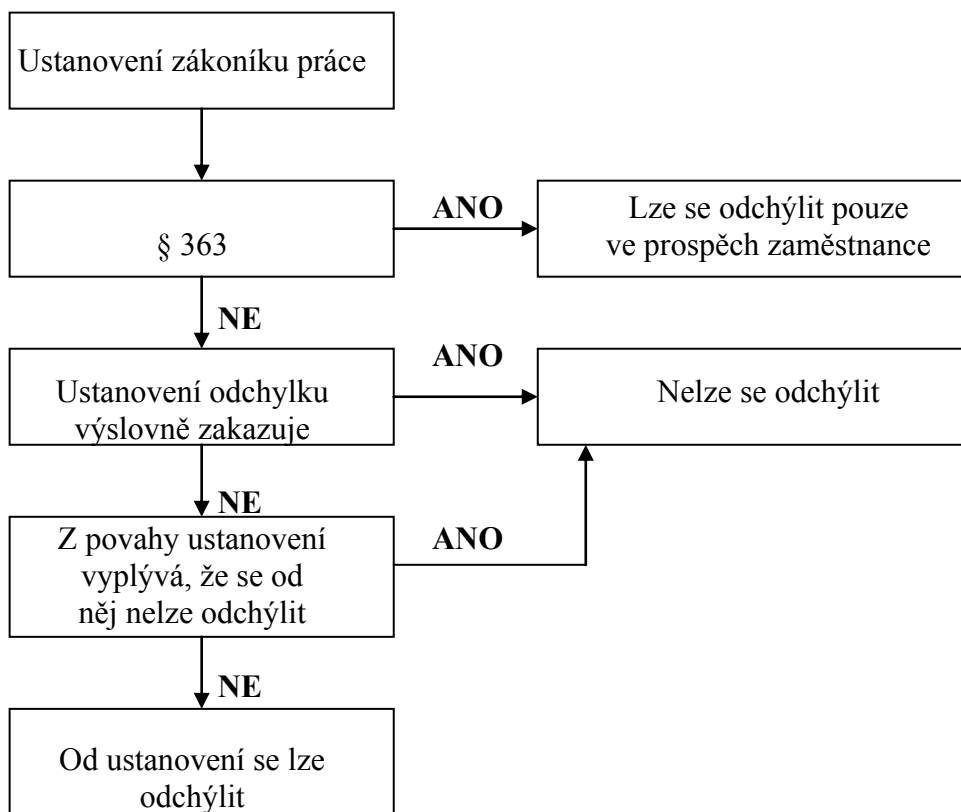 Ustanovení zákoníku práce
§ 363
ANO
Lze se odchýlit pouze
ve prospěch zaměstnance
NE
Ustanovení odchylku
výslovně zakazuje
ANO
Nelze se odchýlit
NE
Z povahy ustanovení
vyplývá, že se od
něj nelze odchýlit
ANO
NE
Od ustanovení se lze
odchýlit